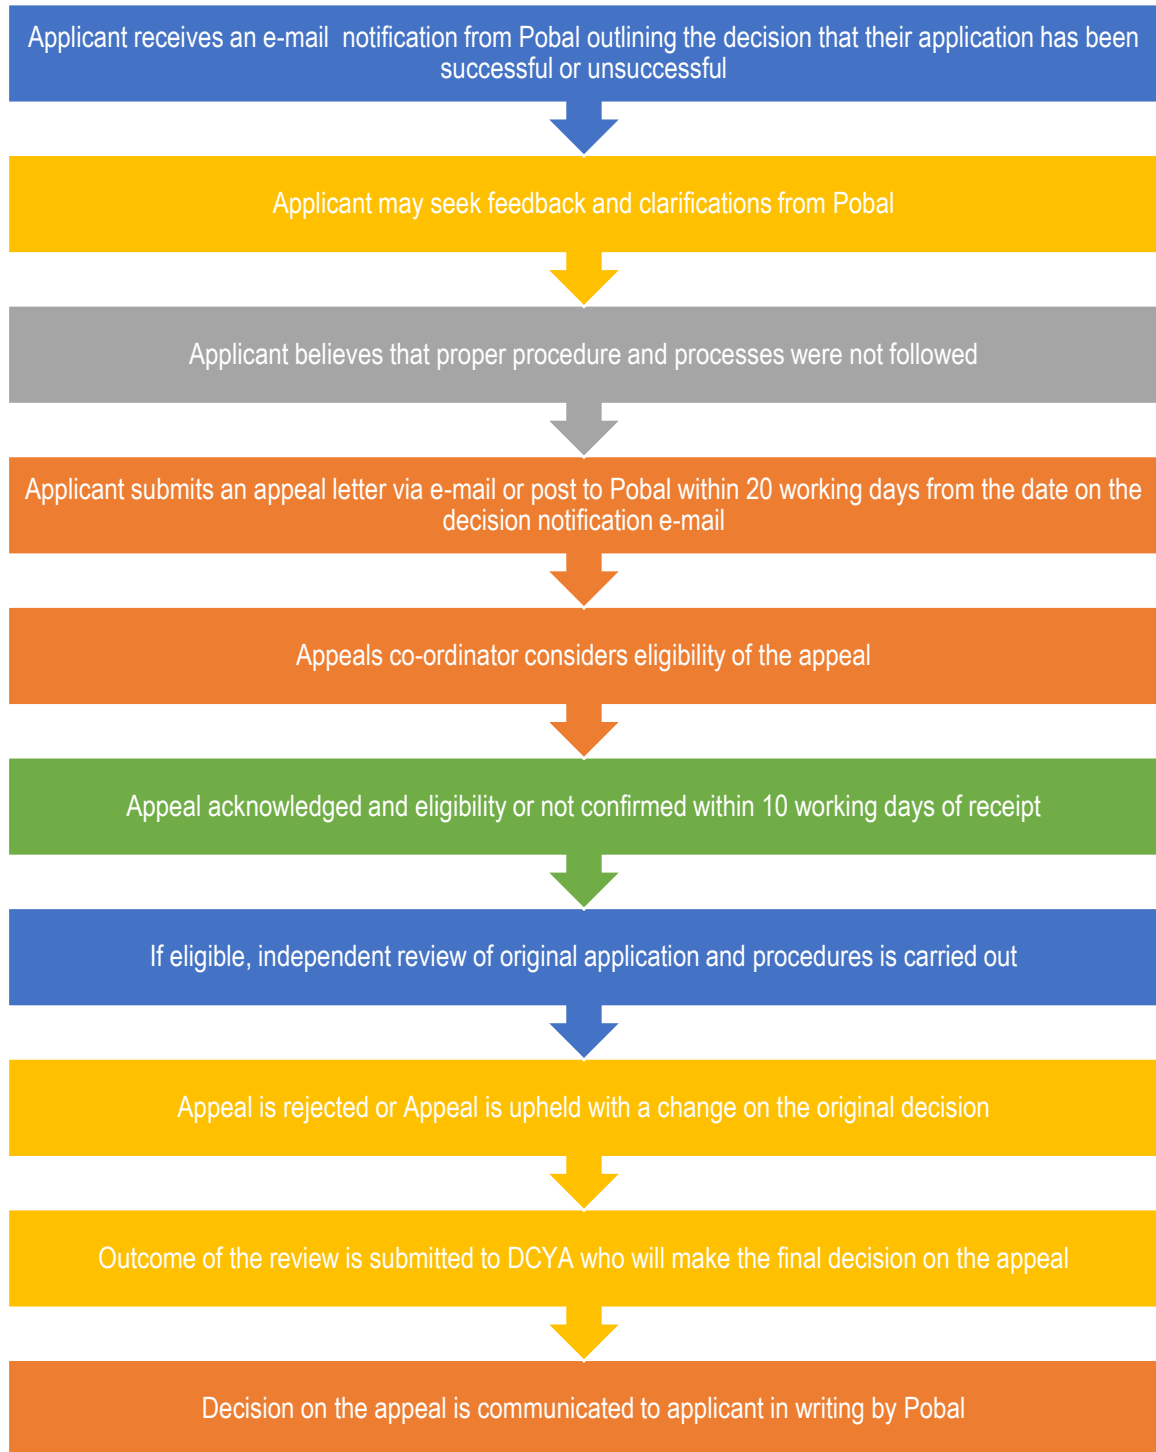 Applicant receives an e-mail  notification from Pobal outlining the decision that their application has been
successful or unsuccessful
Applicant may seek feedback and clarifications from Pobal
Applicant believes that proper procedure and processes were not followed
Applicant submits an appeal letter via e-mail or post to Pobal within 20 working days from the date on the
decision notification e-mail
Appeals co-ordinator considers eligibility of the appeal
Appeal acknowledged and eligibility or not confirmed within 10 working days of receipt
If eligible, independent review of original application and procedures is carried out
Appeal is rejected or Appeal is upheld with a change on the original decision
Outcome of the review is submitted to DCYA who will make the final decision on the appeal
Decision on the appeal is communicated to applicant in writing by Pobal